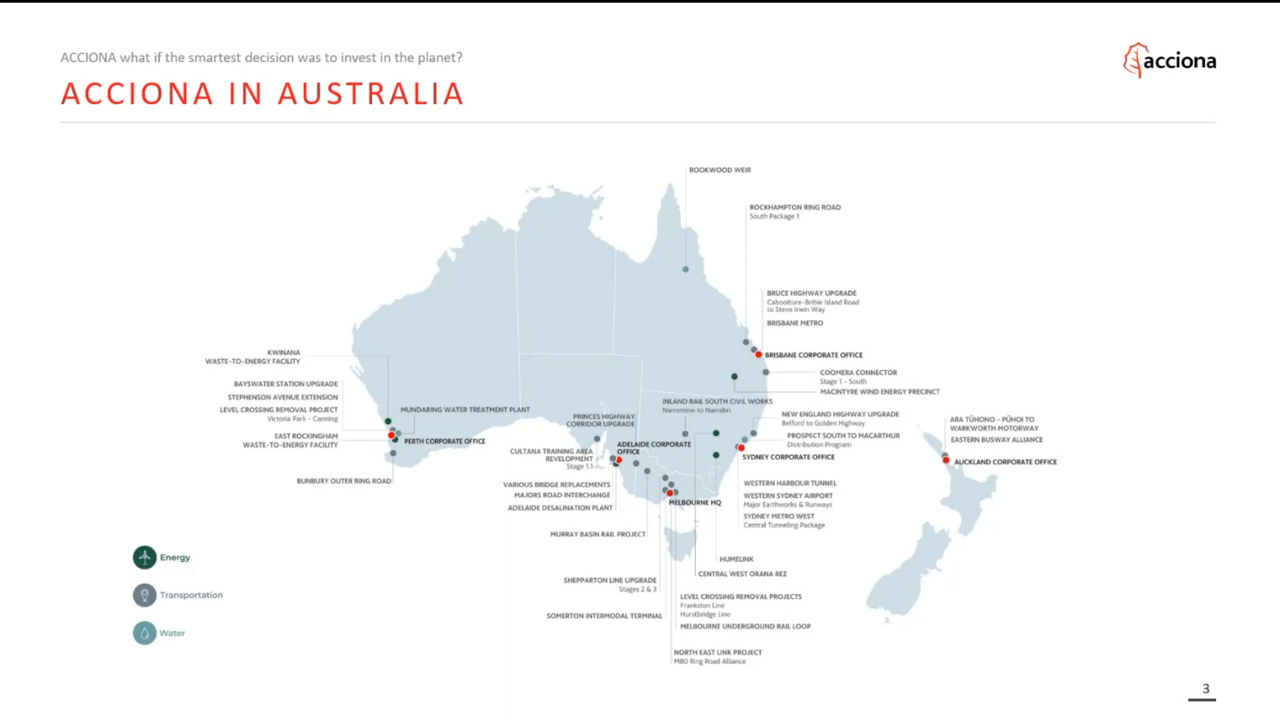 ACCIONA what if the smartest decision was to invest in the planet?
acciona
ACCIONA IN AUSTRALIA
ROOKWOOD WEIR
ROCKHAMPTON RING ROAD
South Package 1
BRUCE HIGHWAY UPGRADE
Caboolture-Bribie Island Road
to Steve Irwin Way
BRISBANE METRO
BRISBANE CORPORATE OFFICE
COOMERA CONNECTOR
Stage 1 - South
MACINTYRE WIND ENERGY PRECINCT
KWINANA
WASTE-TO-ENERGY FACILITY
BAYSWATER STATION UPGRADE
STEPHENSON AVENUE EXTENSION
LEVEL CROSSING REMOVAL PROJECT
Victoria Park - Canning
EAST ROCKINGHAM
WASTE-TO-ENERGY FACILITY
BUNBURY OUTER RING ROAD
MUNDARING WATER TREATMENT PLANT
PERTH CORPORATE OFFICE
PRINCES HIGHWAY
CORRIDOR UPGRADE
INLAND RAIL SOUTH CIVIL WORKS
Narromine to Narrabri
NEW ENGLAND HIGHWAY UPGRADE
Belford to Golden Highway
PROSPECT SOUTH TO MACARTHUR
Distribution Program
SYDNEY CORPORATE OFFICE
ARA TŪHONO - PŪHOI TO
WARKWORTH MOTORWAY
EASTERN BUSWAY ALLIANCE
AUCKLAND CORPORATE OFFICE
CULTANA TRAINING AREA
REVELOPMENT
Stage 1.1
ADELAIDE CORPORATE
OFFICE
VARIOUS BRIDGE REPLACEMENTS
MAJORS ROAD INTERCHANGE
ADELAIDE DESALINATION PLANT
MELBOURNE HQ
WESTERN HARBOUR TUNNEL
WESTERN SYDNEY AIRPORT
Major Earthworks & Runways
SYDNEY METRO WEST
Central Tunneling Package
MURRAY BASIN RAIL PROJECT
HUMELINK
CENTRAL WEST ORANA REZ
SHEPPARTON LINE UPGRADE
Stages 2 & 3
SOMERTON INTERMODAL TERMINAL
LEVEL CROSSING REMOVAL PROJECTS
Frankston Line
Hurstbridge Line
MELBOURNE UNDERGROUND RAIL LOOP
NORTH EAST LINK PROJECT
M80 Ring Road Alliance
Energy
Transportation
Water
3